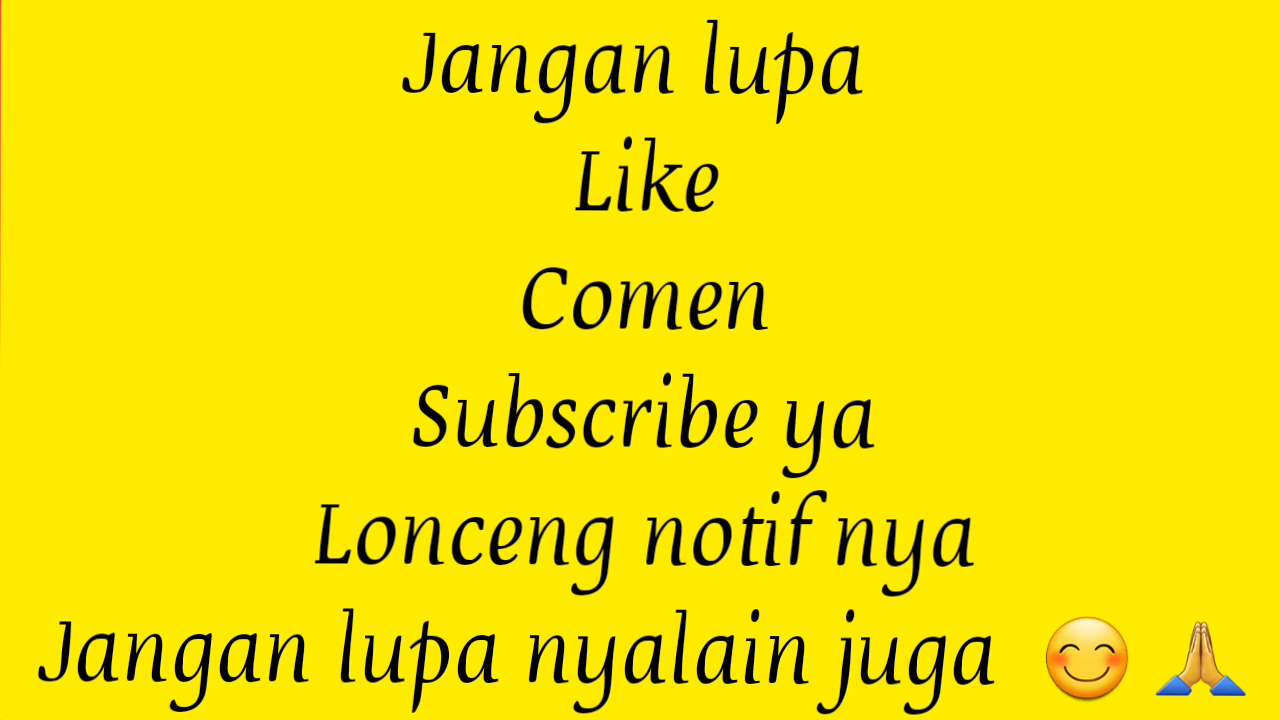 Jangan lupa
Like
Comen
Subscribe ya
Lonceng notif nya
Jangan lupa nyalain juga 😊 🙏